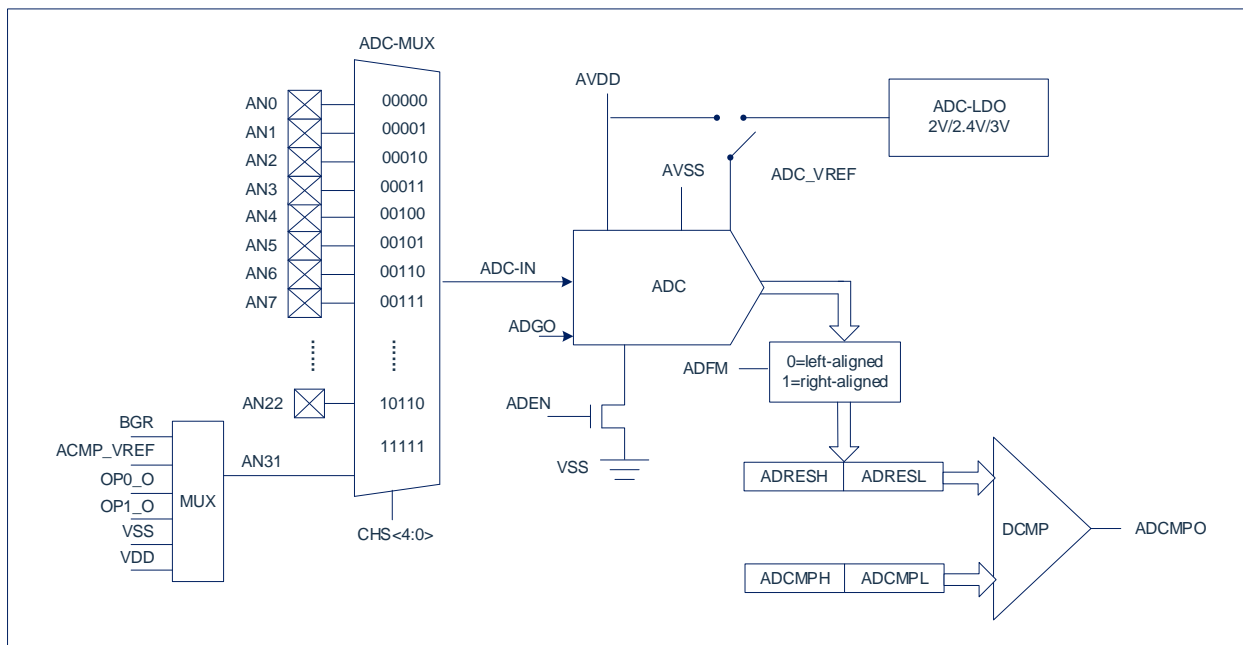 ADC-MUX
AN0
00000
AN1
00001
AN2
00010
AN3
00011
AN4
00100
AN5
00101
AN6
00110
AN7
00111
AN22
10110
11111
AN31
CHS<4:0>
BGR
ACMP_VREF
OP0_O
OP1_O
VSS
VDD
MUX
ADC-IN
ADGO
ADEN
VSS
AVDD
AVSS
ADC_VREF
ADC-LDO
2V/2.4V/3V
ADC
ADFM
0=left-aligned
1=right-aligned
ADRESH
ADRESL
ADCMPH
ADCMPL
DCMP
ADCMPO